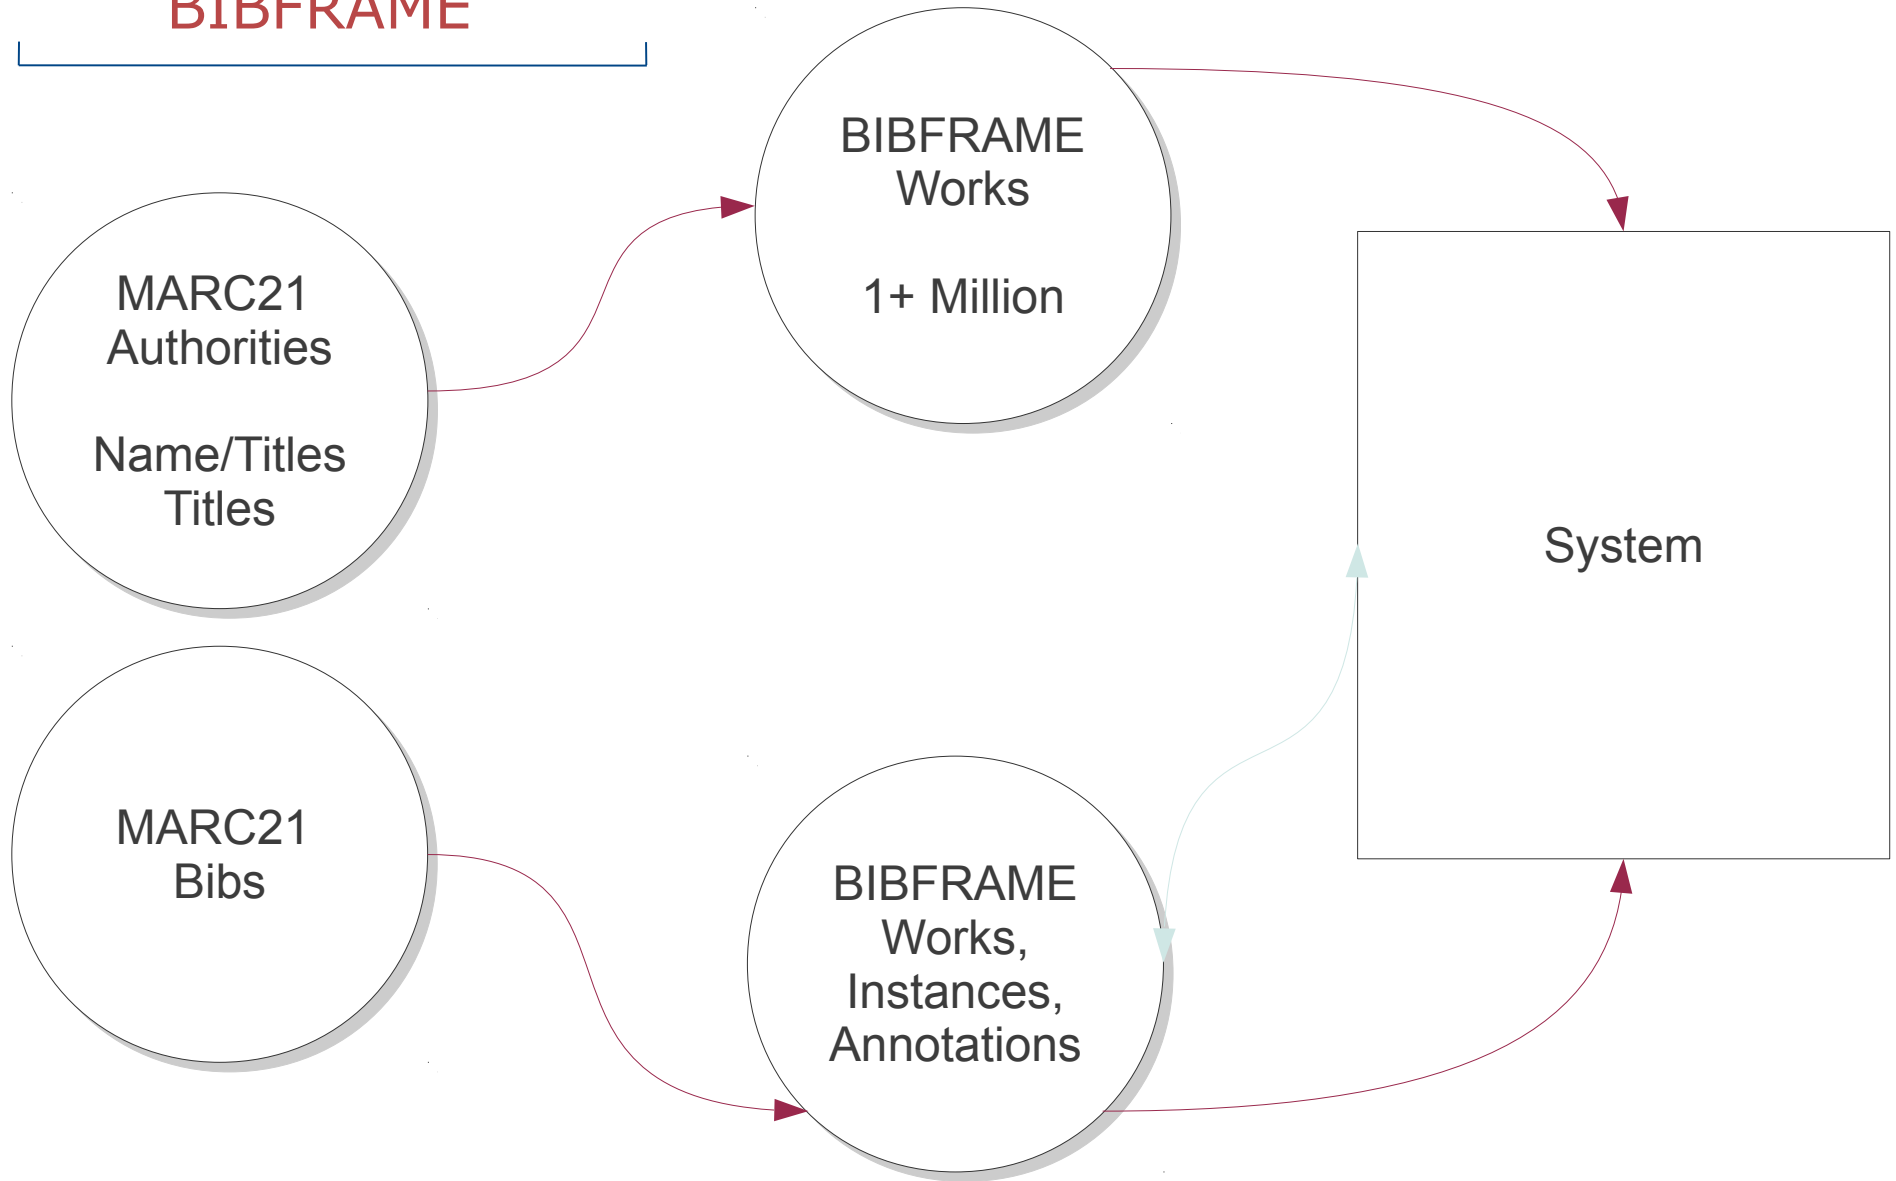 BIBFRAME
MARC21
Authorities
Name/Titles
Titles
BIBFRAME
Works
1+ Million
System
MARC21
Bibs
BIBFRAME
Works,
Instances,
Annotations